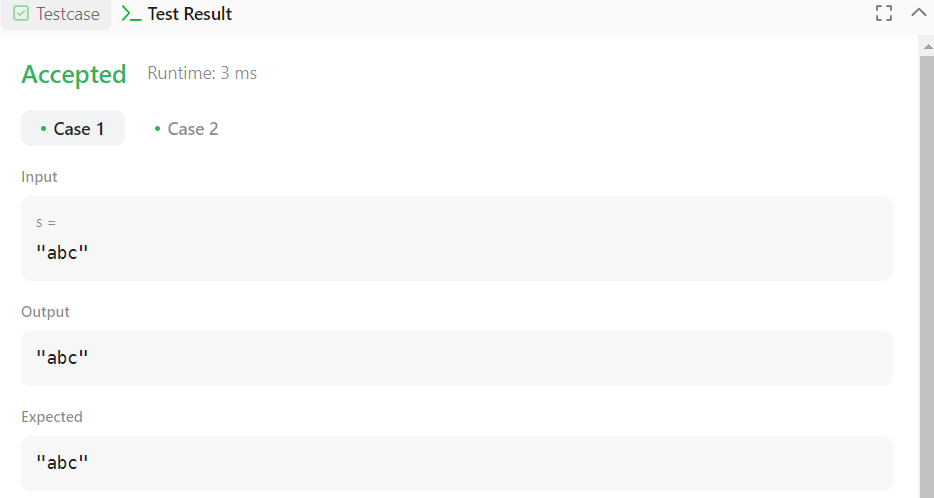 Testcase
Test Result
Accepted Runtime: 3 ms
Case 1 Case 2
Input
s =
"abc"
Output
"abc"
Expected
"abc"